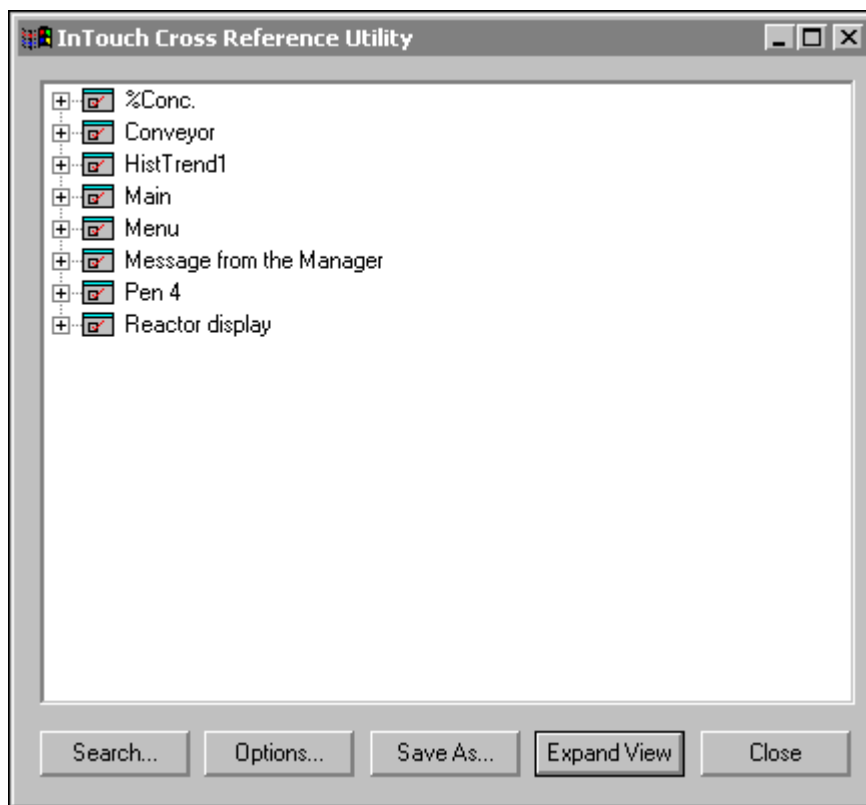 InTouch Cross Reference Utility
%Conc.
Conveyor
HistTrend1
Main
Menu
Message from the Manager
Pen 4
Reactor display
Search... Options... Save As... Expand View Close